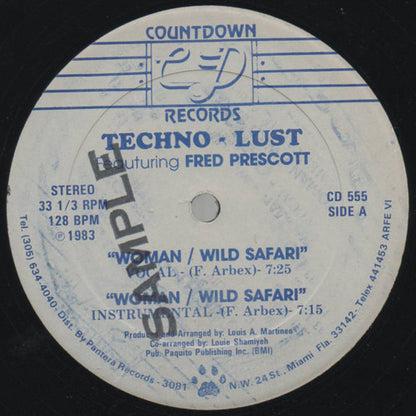 COUNTDOWN
RECORDS
TECHNO - LUST
Featuring FRED PRESCOTT
STEREO
33 1/3 RPM
128 BPM
℗ 1983
CD 555
SIDE A
SAMPLE
"WOMAN / WILD SAFARI"
VOCAL - (F. Arbex)- 7:25
"WOMAN / WILD SAFARI"
INSTRUMENTAL -(F. Arbex)- 7:15
Produced and Arranged by: Louis A. Martinez
Co-arranged by: Louie Shamiyeh
Pub. Paquito Publishing Inc. (BMI)
Tel. (305) 634-4040 - Dist. By Pantera Records - 3081 N.W. 24 St. - Miami Fla. 33142 - Telex 441453 ARFE VI